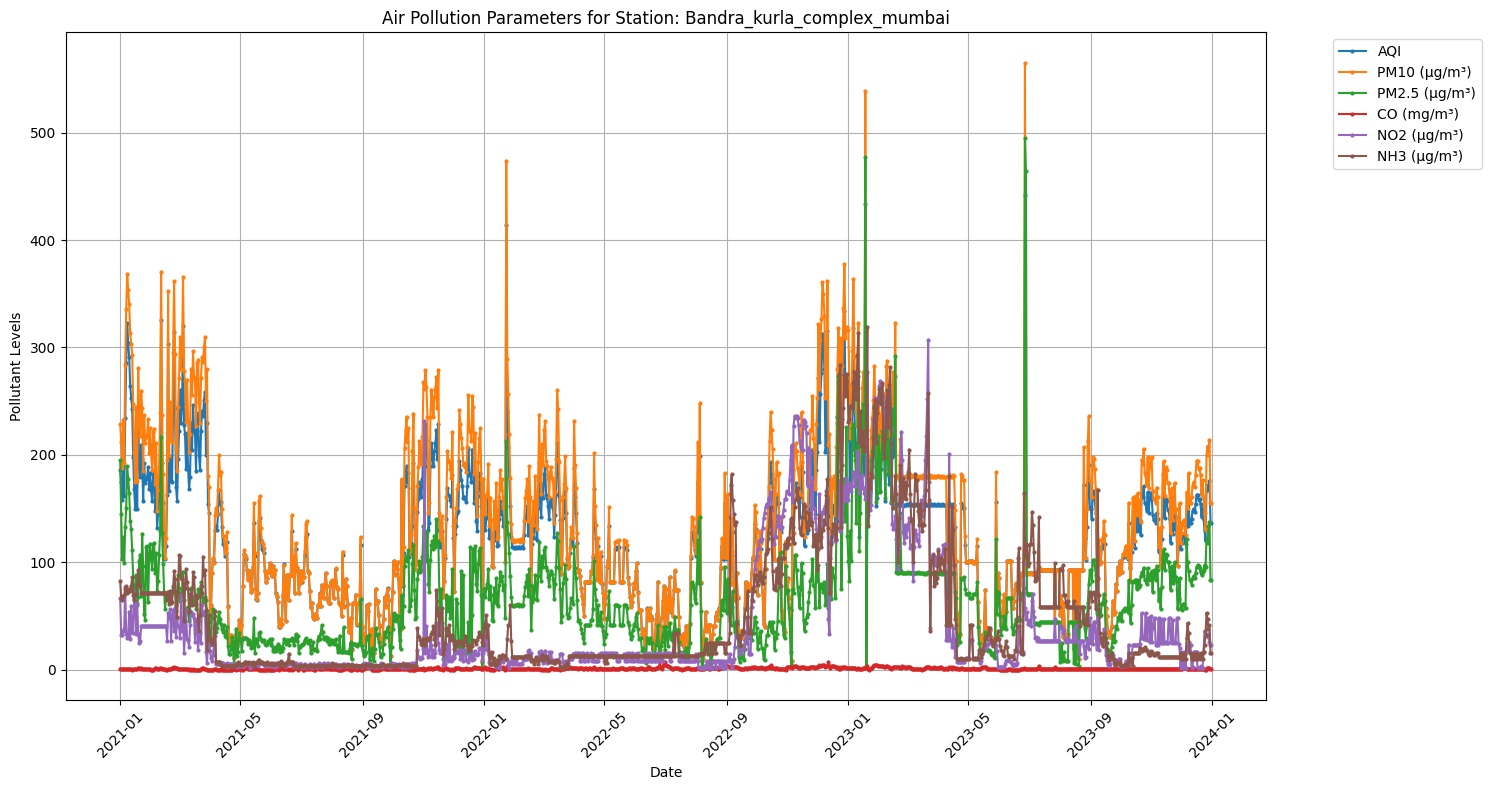 Air Pollution Parameters for Station: Bandra_kurla_complex_mumbai
AQI
PM10 (µg/m³)
PM2.5 (µg/m³)
CO (mg/m³)
NO2 (µg/m³)
NH3 (µg/m³)
Pollutant Levels
500
400
300
200
100
0
2021-01
2021-05
2021-09
2022-01
2022-05
2022-09
2023-01
2023-05
2023-09
2024-01
Date